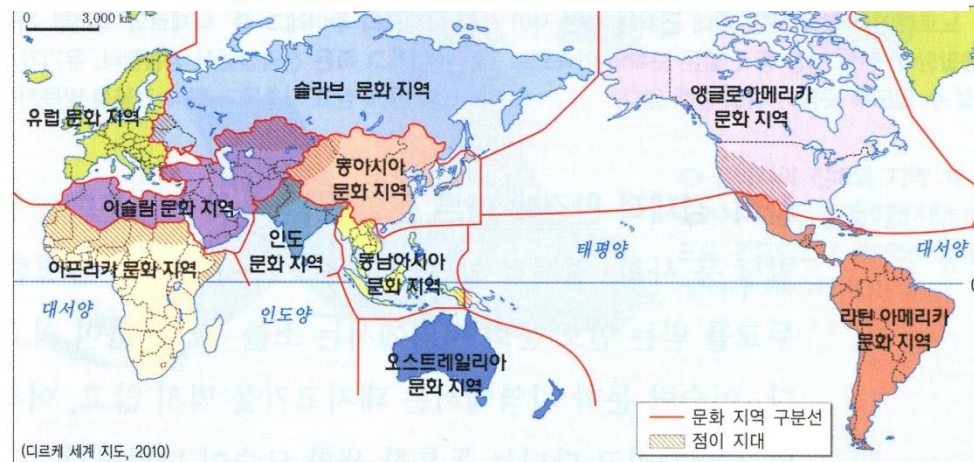 0 3,000 km
슬라브 문화 지역
유럽 문화 지역
앵글로아메리카
문화 지역
동아시아
문화 지역
동해
이슬람 문화 지역
인도
문화 지역
태평양
대서양
아프리카 문화 지역
동남아시아
문화 지역
대서양
인도양
0
라틴 아메리카
문화 지역
오스트레일리아
문화 지역
문화 지역 구분선
점이 지대
(디르케 세계 지도, 2010)